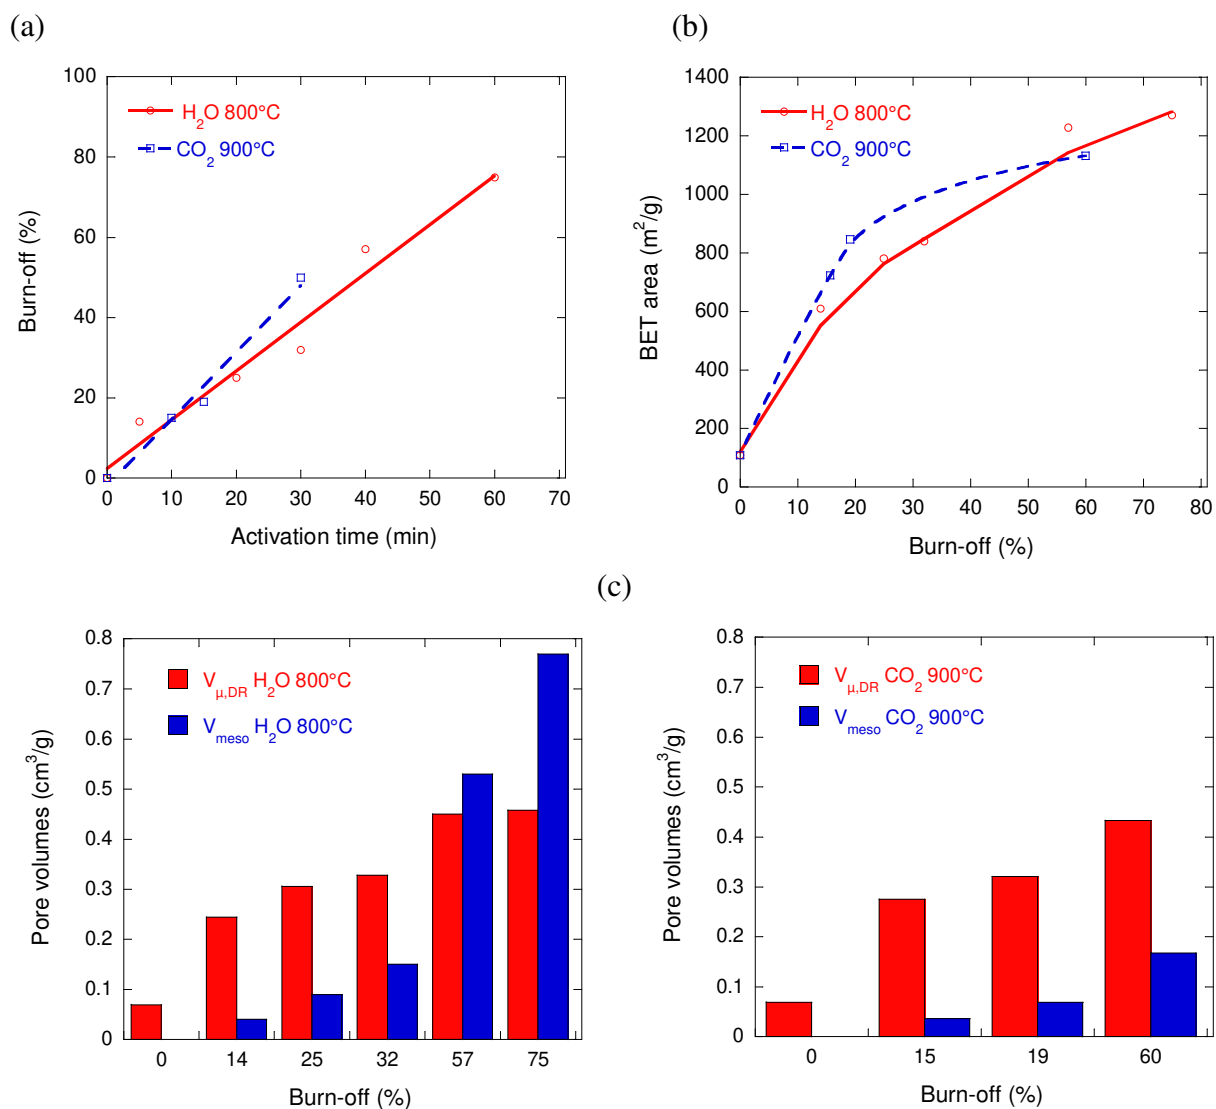 (a)
100
80
60
40
20
0
Burn-off (%)
H₂O 800°C
CO₂ 900°C
0 10 20 30 40 50 60 70
Activation time (min)
(b)
1400
1200
1000
800
600
400
200
0
BET area (m²/g)
H₂O 800°C
CO₂ 900°C
0 10 20 30 40 50 60 70 80
Burn-off (%)
(c)
0.8
0.7
0.6
0.5
0.4
0.3
0.2
0.1
0
Pore volumes (cm³/g)
Vμ,DR H₂O 800°C
Vmeso H₂O 800°C
0 14 25 32 57 75
Burn-off (%)
0.8
0.7
0.6
0.5
0.4
0.3
0.2
0.1
0
Pore volumes (cm³/g)
Vμ,DR CO₂ 900°C
Vmeso CO₂ 900°C
0 15 19 60
Burn-off (%)